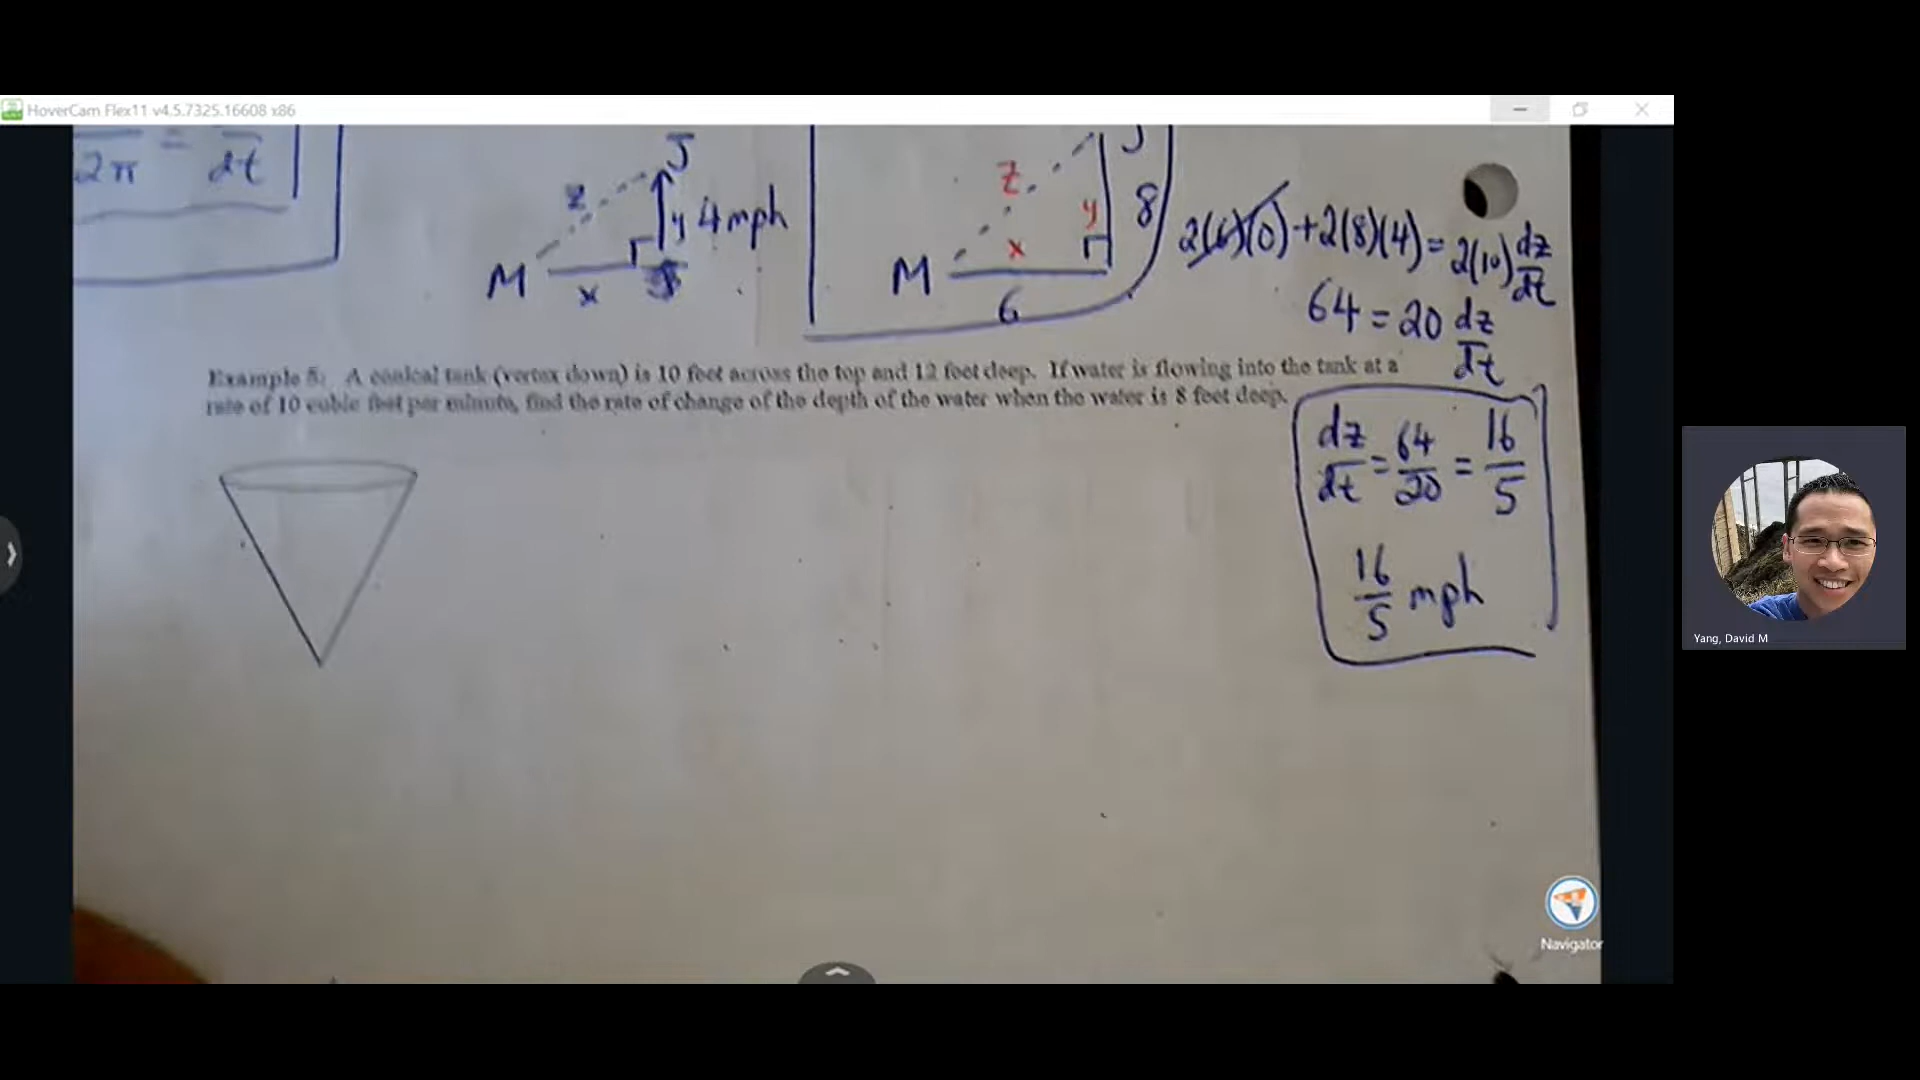 HoverCam Flex11 v4.5.7325.16608 x86
2π = dt
J
z
y 4mph
M
x
J
z
y 8
x
M
6
2(6)(0)+2(8)(4)=2(10)dz/dt
64=20 dz/dt
Example 5: A conical tank (vertex down) is 10 feet across the top and 12 feet deep. If water is flowing into the tank at a
rate of 10 cubic feet per minute, find the rate of change of the depth of the water when the water is 8 feet deep.
dz/dt=64/20=16/5
16/5 mph
Yang, David M
Navigator